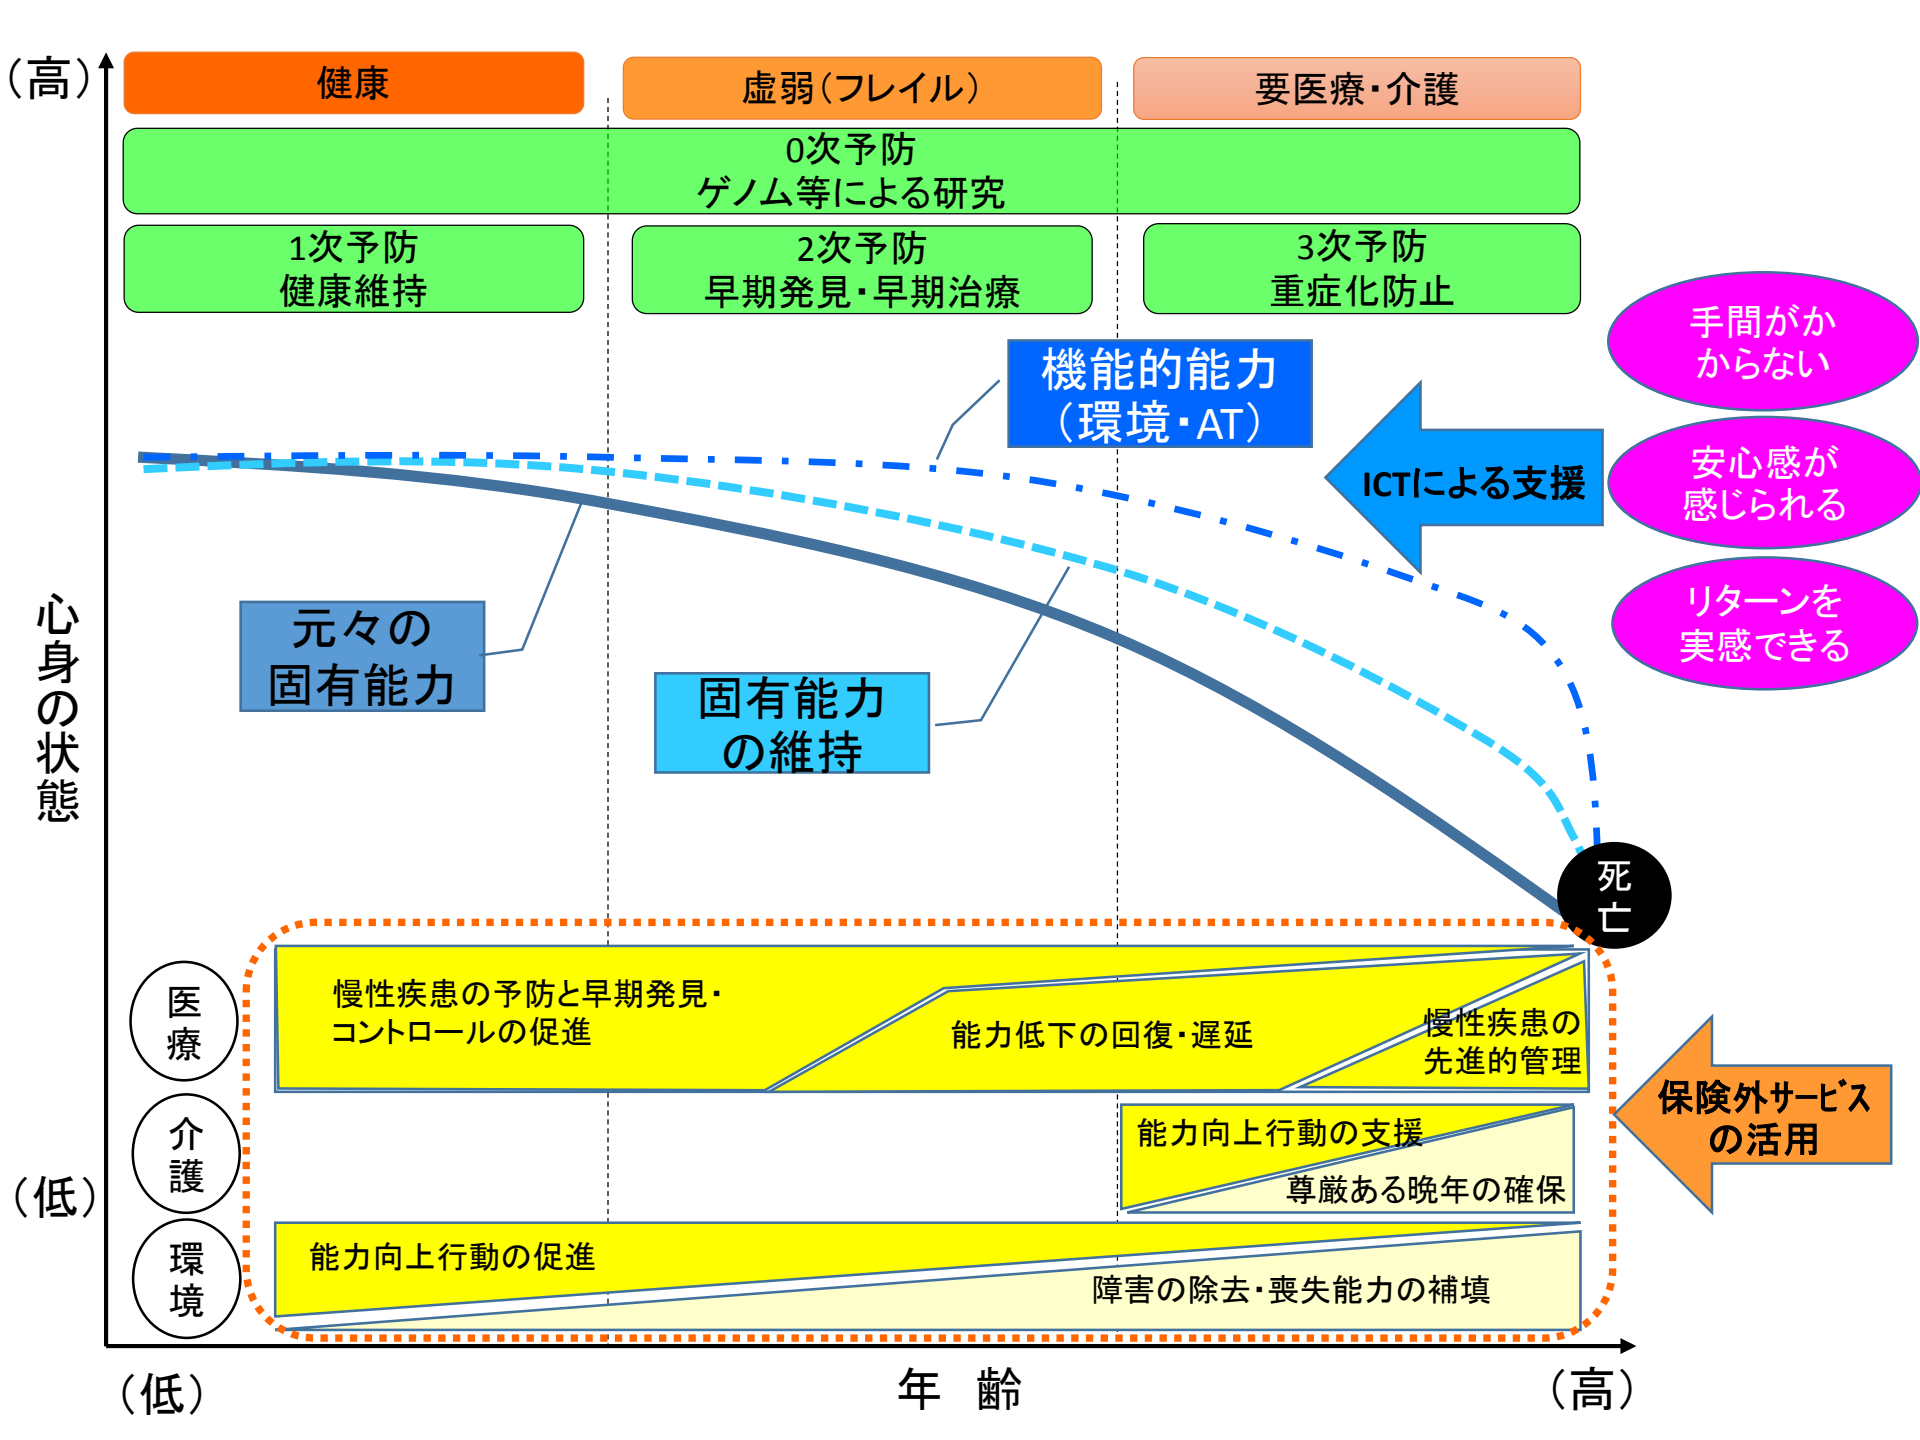 （高）
健康
虚弱（フレイル）
要医療・介護
0次予防
ゲノム等による研究
1次予防
健康維持
2次予防
早期発見・早期治療
3次予防
重症化防止
手間がか
からない
機能的能力
（環境・AT）
ICTによる支援
安心感が
感じられる
リターンを
実感できる
心身の状態
元々の
固有能力
固有能力
の維持
死亡
医療
慢性疾患の予防と早期発見・
コントロールの促進
能力低下の回復・遅延
慢性疾患の
先進的管理
介護
能力向上行動の支援
尊厳ある晩年の確保
保険外サービス
の活用
（低）
環境
能力向上行動の促進
障害の除去・喪失能力の補填
（低）
年 齢
（高）